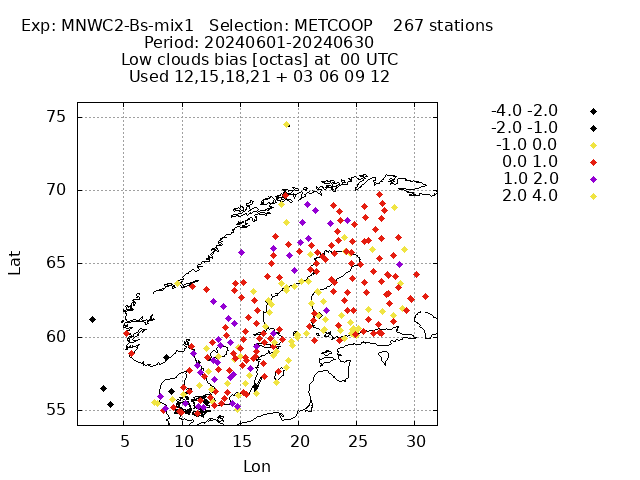 Exp: MNWC2-Bs-mix1 Selection: METCOOP 267 stations
Period: 20240601-20240630
Low clouds bias [octas] at 00 UTC
Used 12,15,18,21 + 03 06 09 12
-4.0 -2.0
-2.0 -1.0
-1.0 0.0
0.0 1.0
1.0 2.0
2.0 4.0
75
70
65
60
55
Lat
5 10 15 20 25 30
Lon